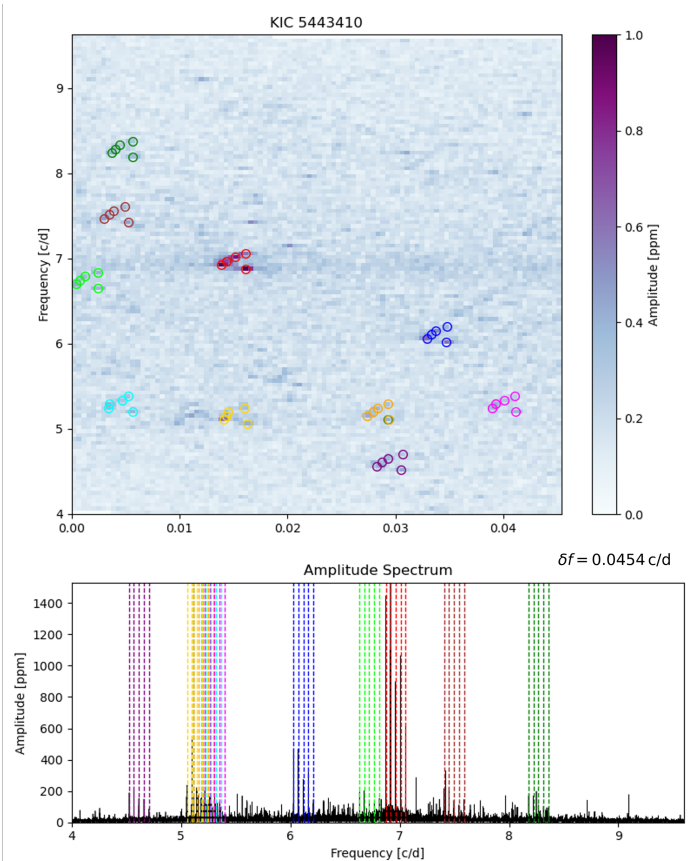 KIC 5443410
Frequency [c/d]
9
8
7
6
5
4
0.00 0.01 0.02 0.03 0.04
1.0
0.8
0.6
0.4
0.2
0.0
Amplitude [ppm]
δf = 0.0454 c/d
Amplitude Spectrum
Amplitude [ppm]
1400
1200
1000
800
600
400
200
0
4 5 6 7 8 9
Frequency [c/d]